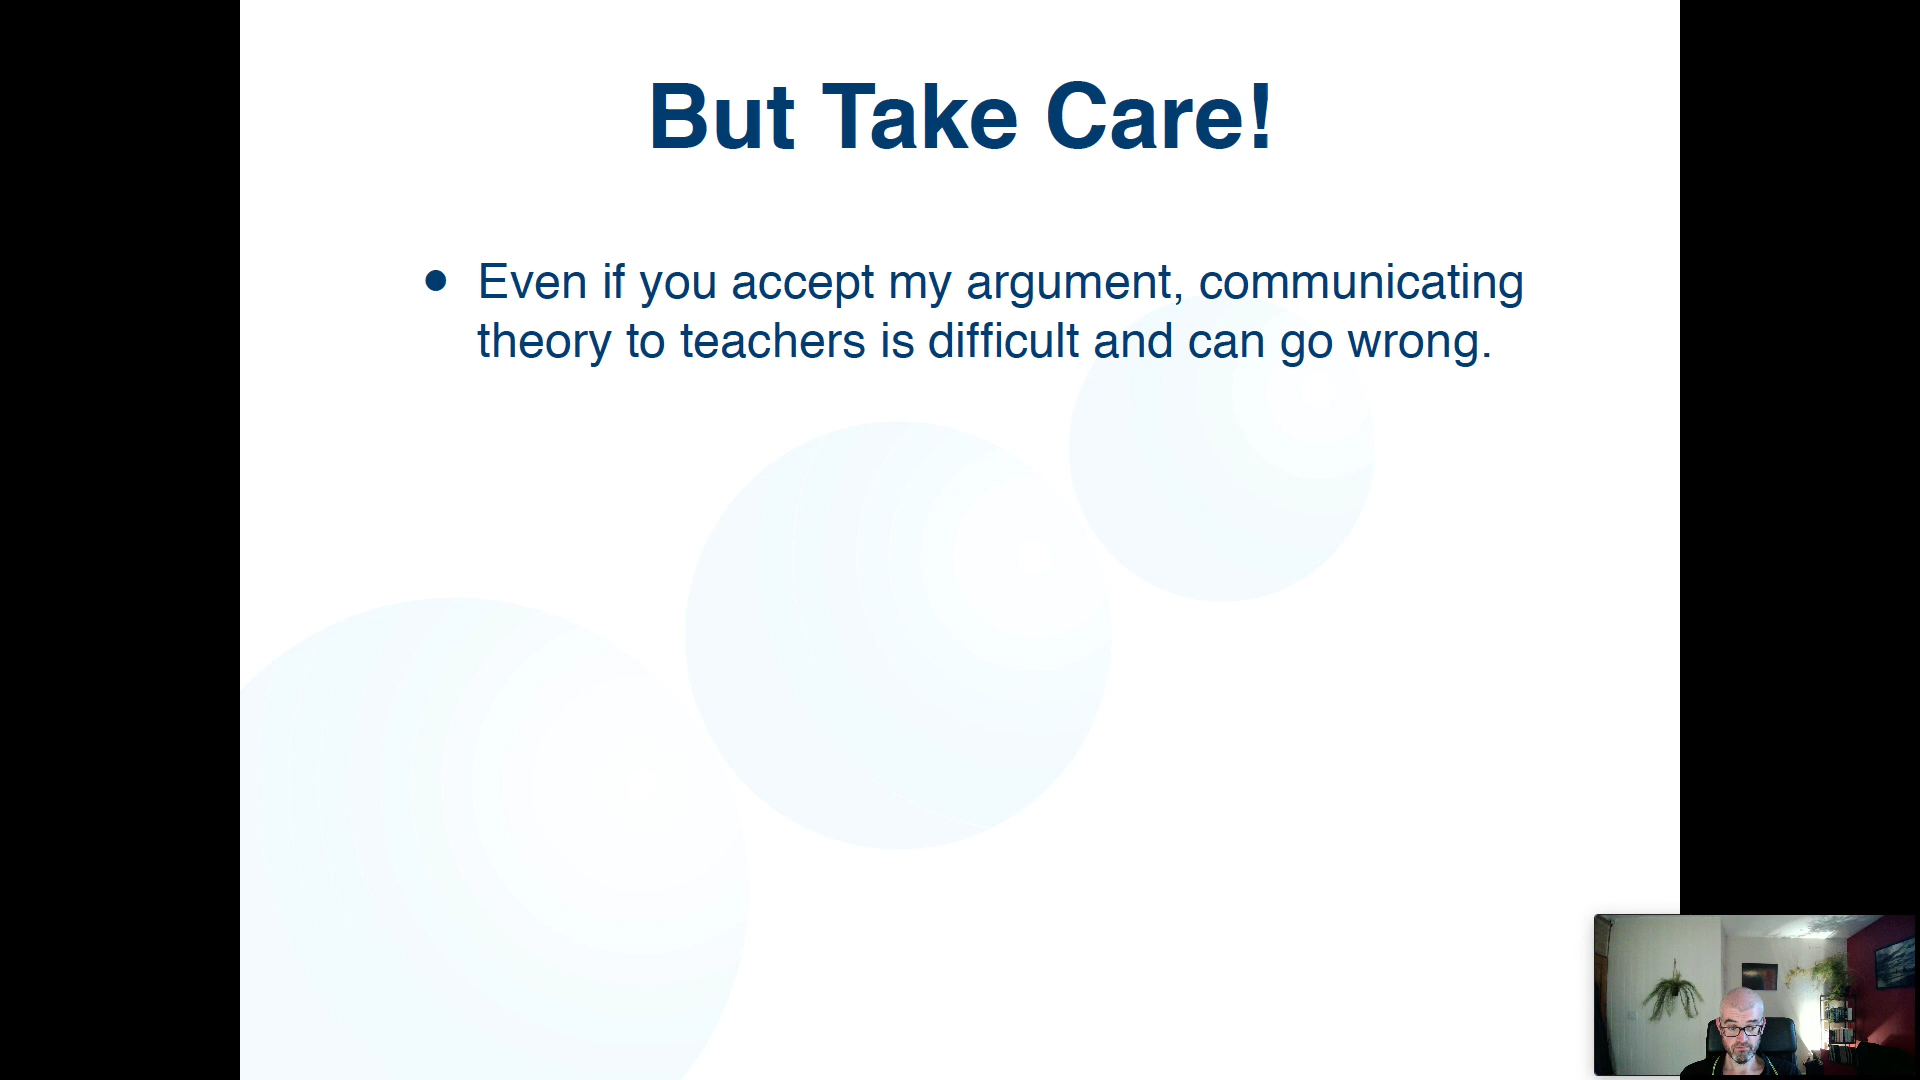 But Take Care!
• Even if you accept my argument, communicating
theory to teachers is difficult and can go wrong.